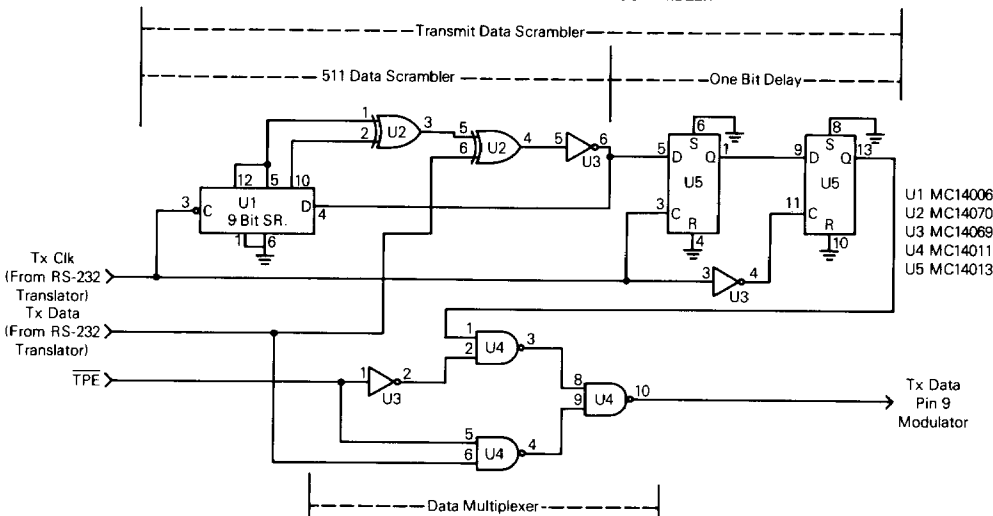 Transmit Data Scrambler
511 Data Scrambler
One Bit Delay
1
2
U2
3
5
6
U2
4
5
6
U3
12
5
10
3
C
U1
9 Bit SR.
D
4
1
6
6
S
5
D
Q
1
U5
3
C
R
4
8
S
9
D
Q
13
U5
11
C
R
10
3
4
U3
U1 MC14006
U2 MC14070
U3 MC14069
U4 MC14011
U5 MC14013
Tx Clk
(From RS-232
Translator)
Tx Data
(From RS-232
Translator)
TPE
1
2
U3
1
2
U4
3
5
6
U4
4
8
9
U4
10
Tx Data
Pin 9
Modulator
Data Multiplexer